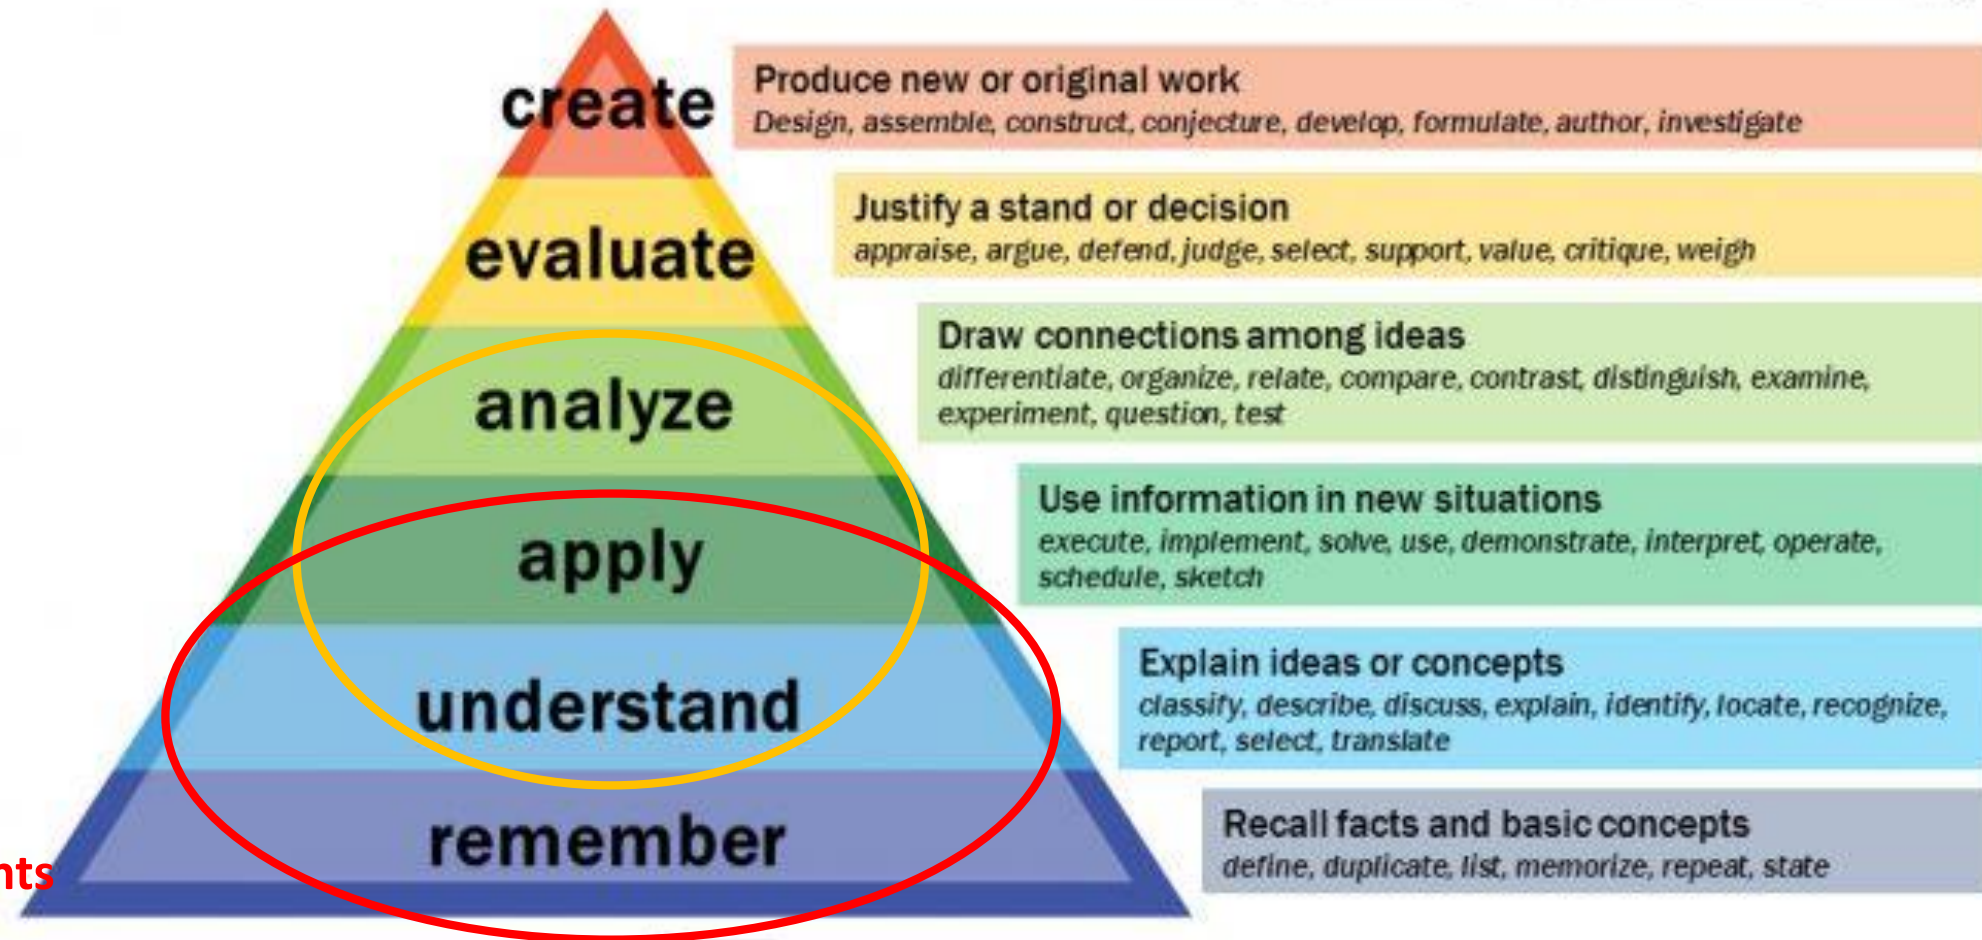 create
Produce new or original work
Design, assemble, construct, conjecture, develop, formulate, author, investigate
evaluate
Justify a stand or decision
appraise, argue, defend, judge, select, support, value, critique, weigh
analyze
Draw connections among ideas
differentiate, organize, relate, compare, contrast, distinguish, examine,
experiment, question, test
apply
Use information in new situations
execute, implement, solve, use, demonstrate, interpret, operate,
schedule, sketch
understand
Explain ideas or concepts
classify, describe, discuss, explain, identify, locate, recognize,
report, select, translate
remember
Recall facts and basic concepts
define, duplicate, list, memorize, repeat, state